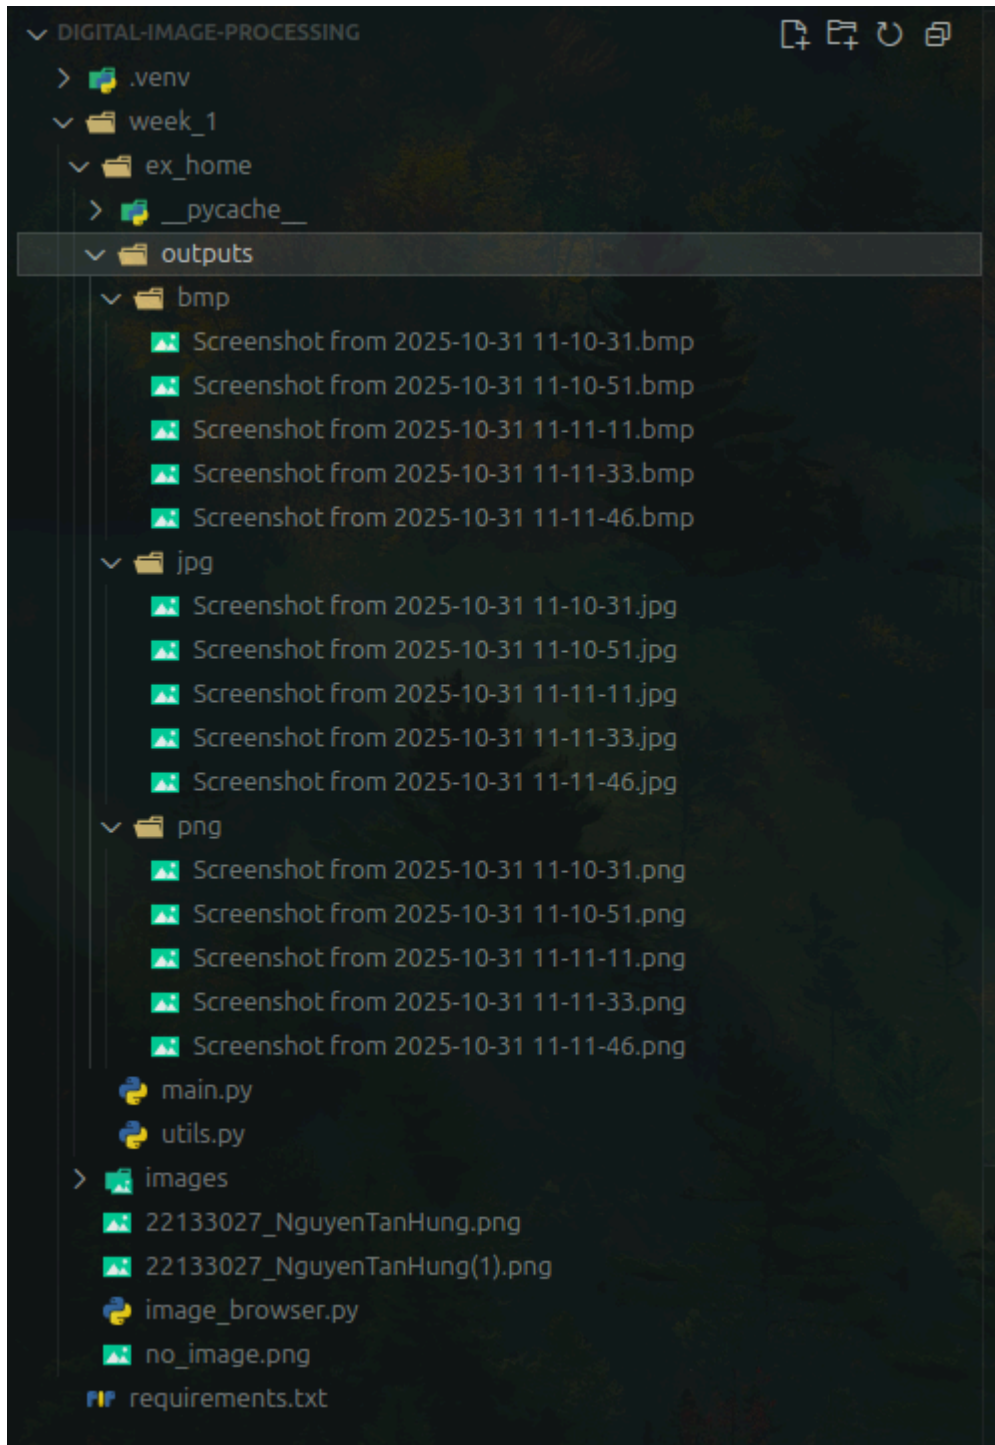 DIGITAL-IMAGE-PROCESSING
.venv
week_1
ex_home
__pycache__
outputs
bmp
Screenshot from 2025-10-31 11-10-31.bmp
Screenshot from 2025-10-31 11-10-51.bmp
Screenshot from 2025-10-31 11-11-11.bmp
Screenshot from 2025-10-31 11-11-33.bmp
Screenshot from 2025-10-31 11-11-46.bmp
jpg
Screenshot from 2025-10-31 11-10-31.jpg
Screenshot from 2025-10-31 11-10-51.jpg
Screenshot from 2025-10-31 11-11-11.jpg
Screenshot from 2025-10-31 11-11-33.jpg
Screenshot from 2025-10-31 11-11-46.jpg
png
Screenshot from 2025-10-31 11-10-31.png
Screenshot from 2025-10-31 11-10-51.png
Screenshot from 2025-10-31 11-11-11.png
Screenshot from 2025-10-31 11-11-33.png
Screenshot from 2025-10-31 11-11-46.png
main.py
utils.py
images
22133027_NguyenTanHung.png
22133027_NguyenTanHung(1).png
image_browser.py
no_image.png
PIP requirements.txt